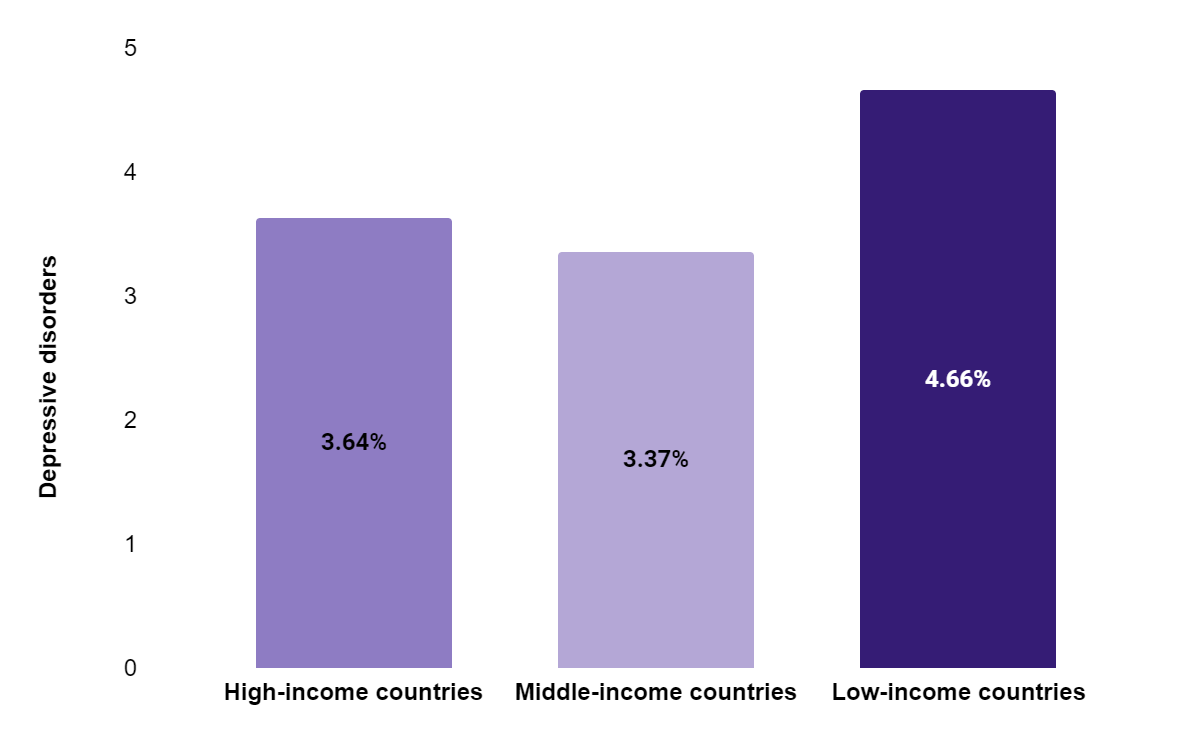 5
4
3
2
1
0
Depressive disorders
3.64%
3.37%
4.66%
High-income countries
Middle-income countries
Low-income countries